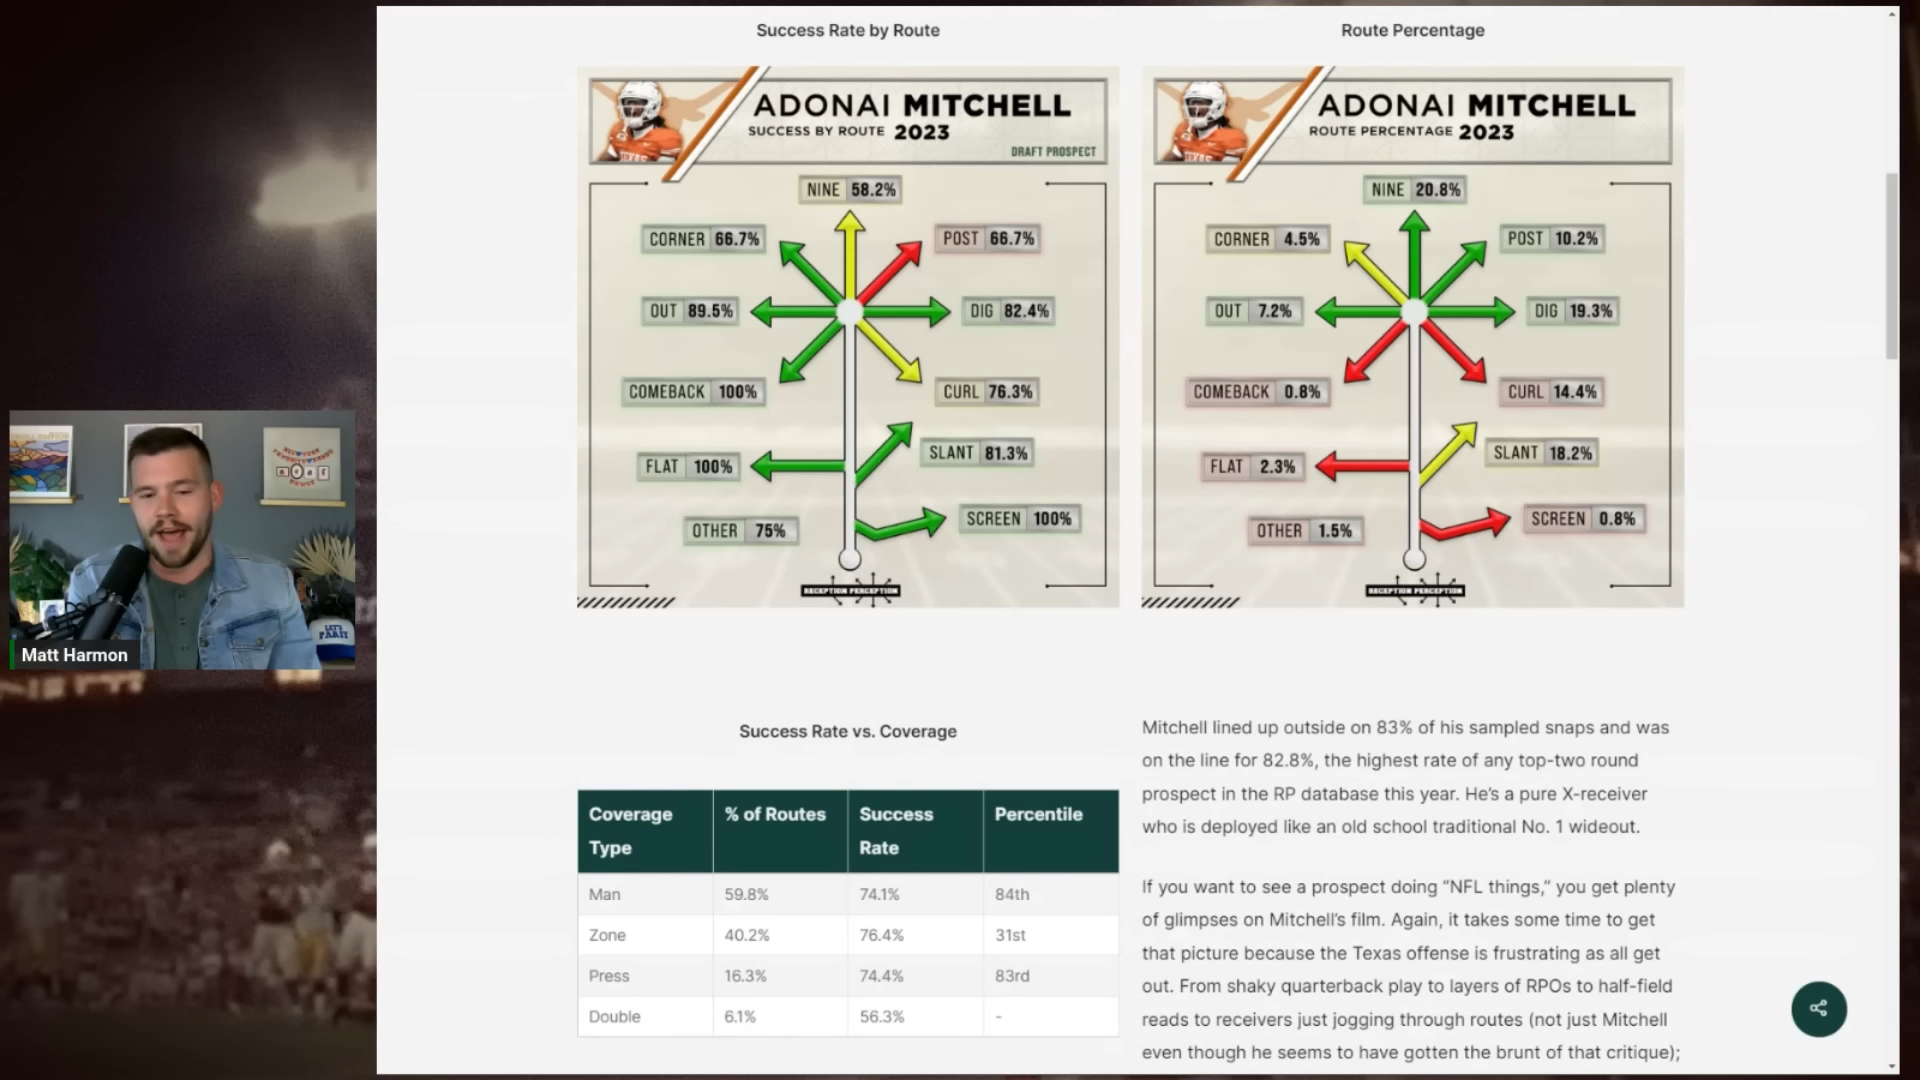 Success Rate by Route
Route Percentage
ADONAI MITCHELL
SUCCESS BY ROUTE 2023
DRAFT PROSPECT
NINE 58.2%
CORNER 66.7%
POST 66.7%
OUT 89.5%
DIG 82.4%
COMEBACK 100%
CURL 76.3%
SLANT 81.3%
FLAT 100%
SCREEN 100%
OTHER 75%
RECEPTION PERCEPTION
ADONAI MITCHELL
ROUTE PERCENTAGE 2023
NINE 20.8%
CORNER 4.5%
POST 10.2%
OUT 7.2%
DIG 19.3%
COMEBACK 0.8%
CURL 14.4%
SLANT 18.2%
FLAT 2.3%
SCREEN 0.8%
OTHER 1.5%
RECEPTION PERCEPTION
TEXAS
LET'S
PARTY
Matt Harmon
Success Rate vs. Coverage
Coverage Type % of Routes Success Rate Percentile
Man 59.8% 74.1% 84th
Zone 40.2% 76.4% 31st
Press 16.3% 74.4% 83rd
Double 6.1% 56.3% -
Mitchell lined up outside on 83% of his sampled snaps and was
on the line for 82.8%, the highest rate of any top-two round
prospect in the RP database this year. He's a pure X-receiver
who is deployed like an old school traditional No. 1 wideout.
If you want to see a prospect doing “NFL things,” you get plenty
of glimpses on Mitchell's film. Again, it takes some time to get
that picture because the Texas offense is frustrating as all get
out. From shaky quarterback play to layers of RPOs to half-field
reads to receivers just jogging through routes (not just Mitchell
even though he seems to have gotten the brunt of that critique);